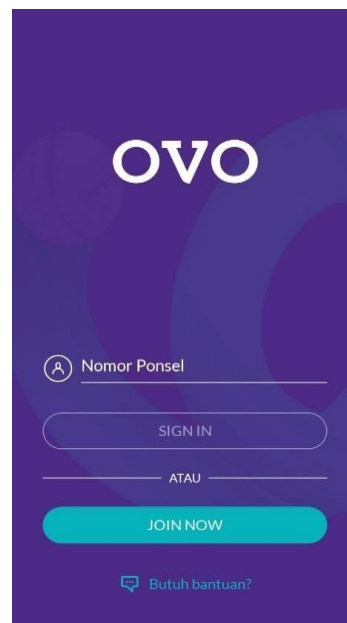 OVO
Nomor Ponsel
SIGN IN
ATAU
JOIN NOW
Butuh bantuan?